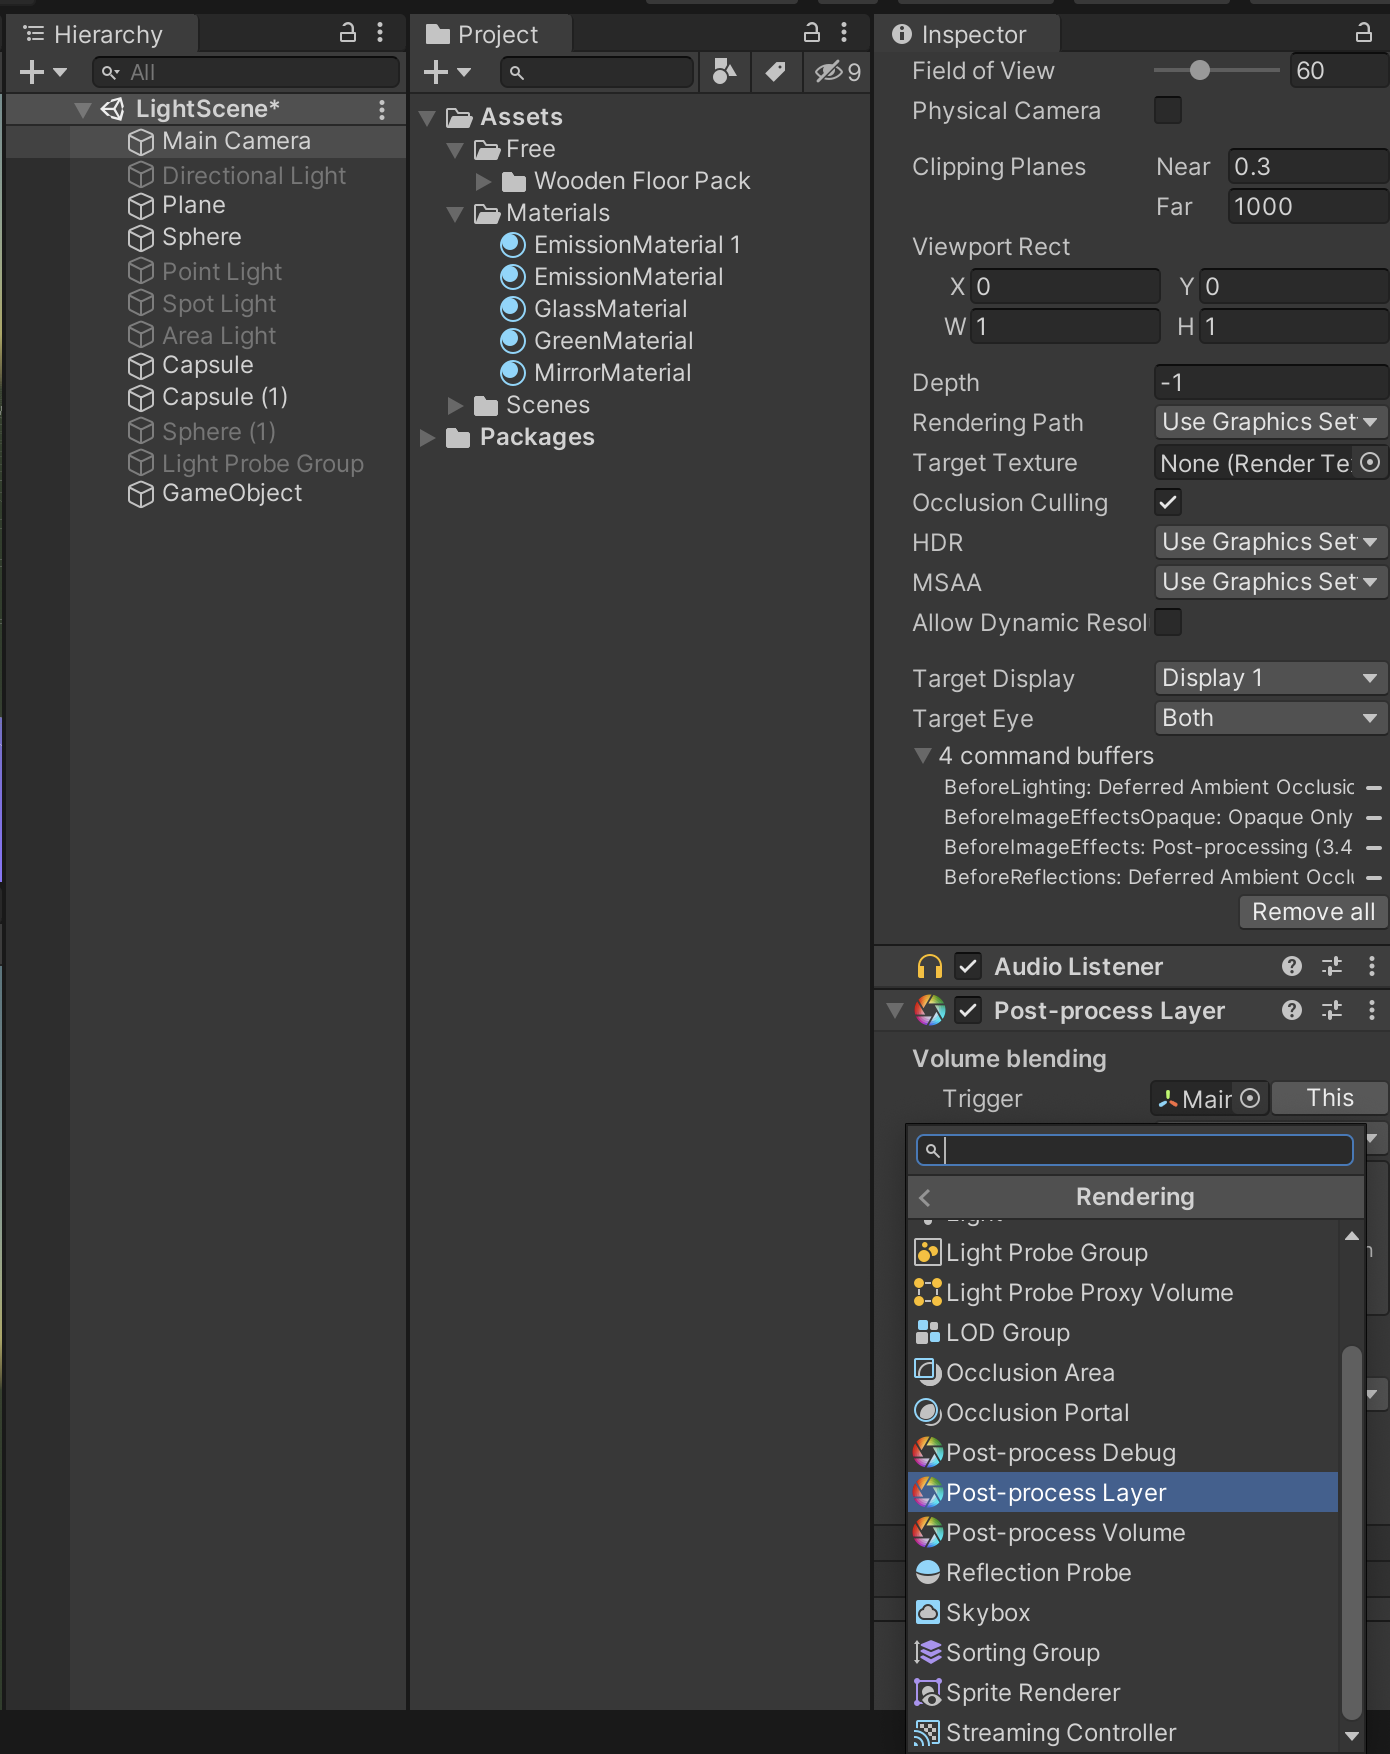 Hierarchy
All
LightScene*
Main Camera
Directional Light
Plane
Sphere
Point Light
Spot Light
Area Light
Capsule
Capsule (1)
Sphere (1)
Light Probe Group
GameObject
Project
9
Assets
Free
Wooden Floor Pack
Materials
EmissionMaterial 1
EmissionMaterial
GlassMaterial
GreenMaterial
MirrorMaterial
Scenes
Packages
Inspector
Field of View 60
Physical Camera
Clipping Planes Near 0.3
Far 1000
Viewport Rect
X 0 Y 0
W 1 H 1
Depth -1
Rendering Path Use Graphics Set
Target Texture None (Render Te
Occlusion Culling
HDR Use Graphics Set
MSAA Use Graphics Set
Allow Dynamic Resol
Target Display Display 1
Target Eye Both
4 command buffers
BeforeLighting: Deferred Ambient Occlusic
BeforeImageEffectsOpaque: Opaque Only
BeforeImageEffects: Post-processing (3.4
BeforeReflections: Deferred Ambient Occlu
Remove all
Audio Listener
Post-process Layer
Volume blending
Trigger Mair This
Rendering
Light
Light Probe Group
Light Probe Proxy Volume
LOD Group
Occlusion Area
Occlusion Portal
Post-process Debug
Post-process Layer
Post-process Volume
Reflection Probe
Skybox
Sorting Group
Sprite Renderer
Streaming Controller